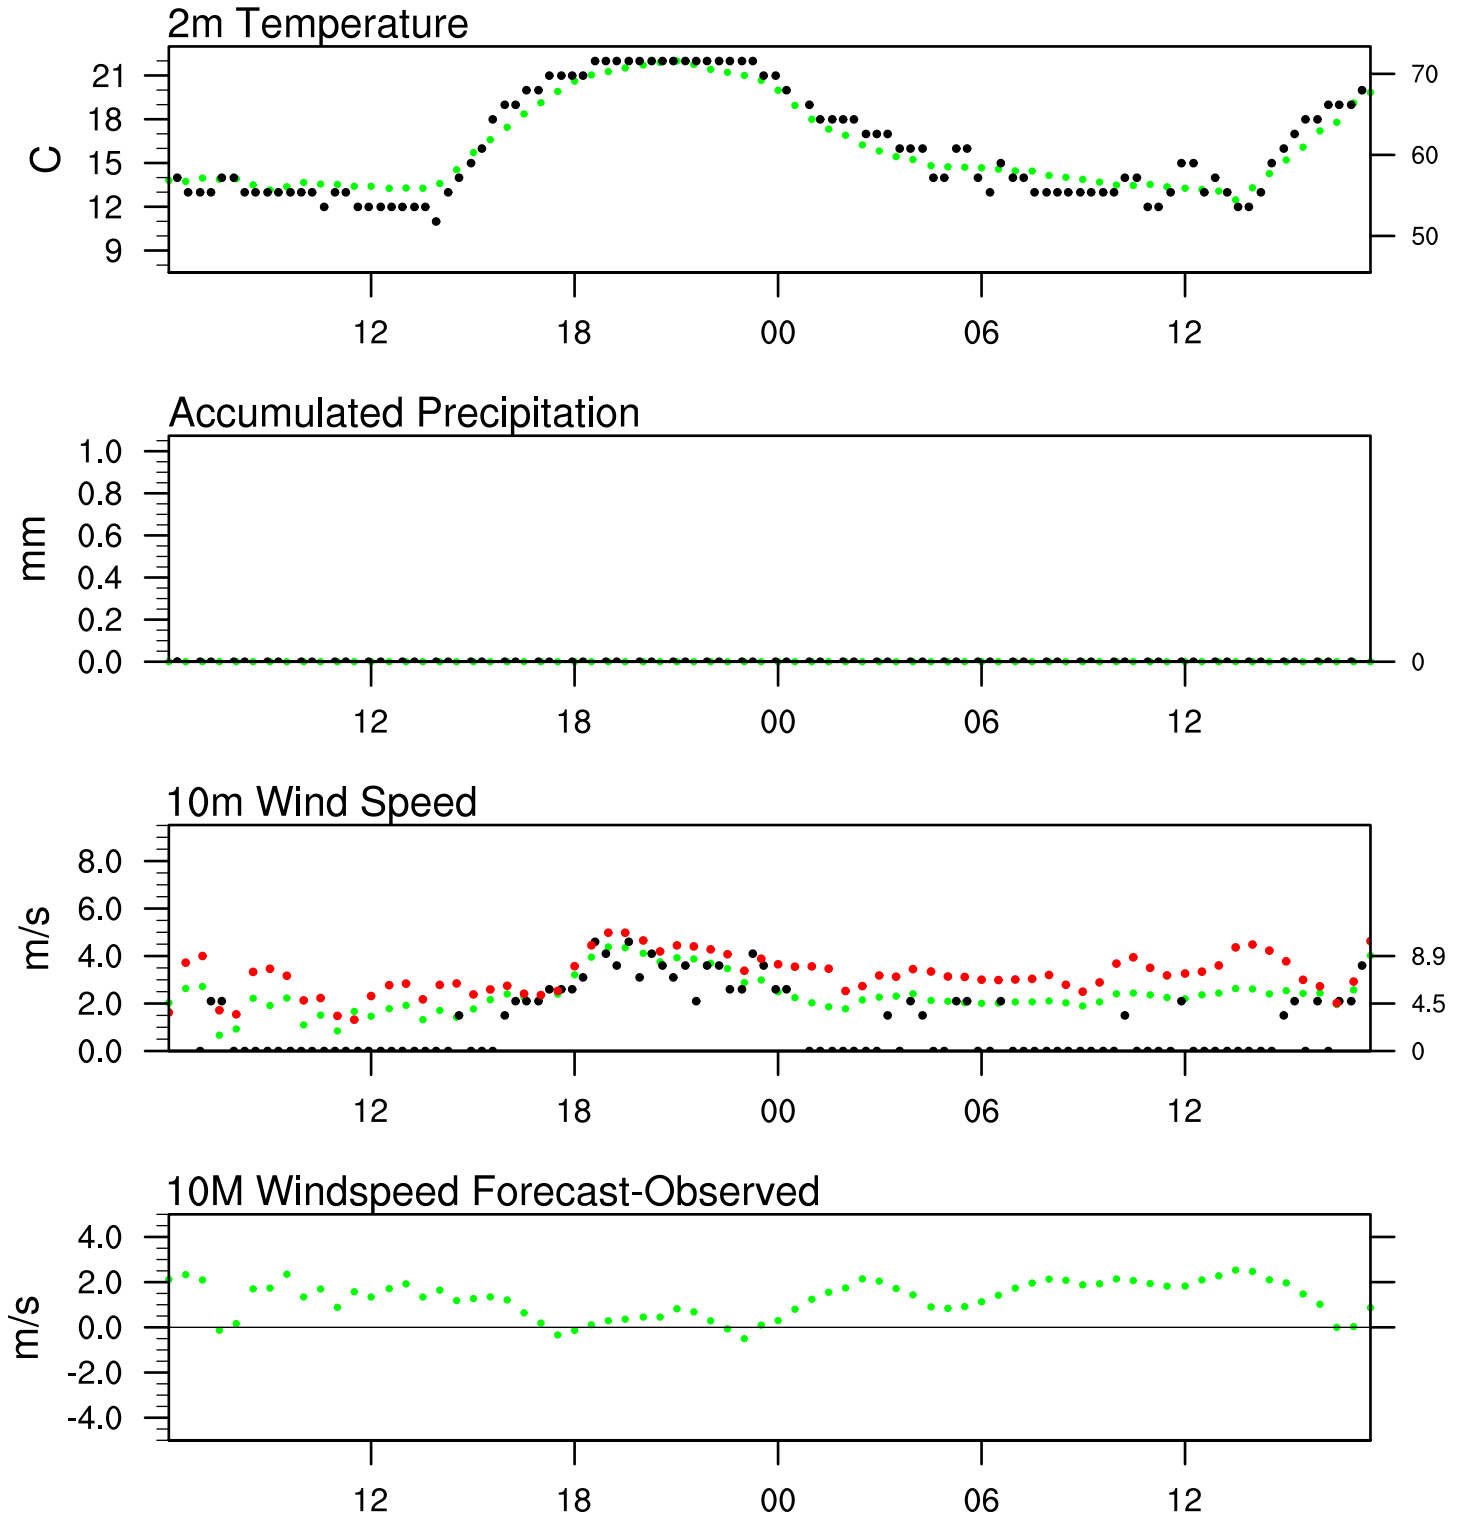 2m Temperature
21
18
15
12
9
C
70
60
50
12 18 00 06 12
Accumulated Precipitation
1.0
0.8
0.6
0.4
0.2
0.0
mm
0
12 18 00 06 12
10m Wind Speed
8.0
6.0
4.0
2.0
0.0
m/s
8.9
4.5
0
12 18 00 06 12
10M Windspeed Forecast-Observed
4.0
2.0
0.0
-2.0
-4.0
m/s
12 18 00 06 12